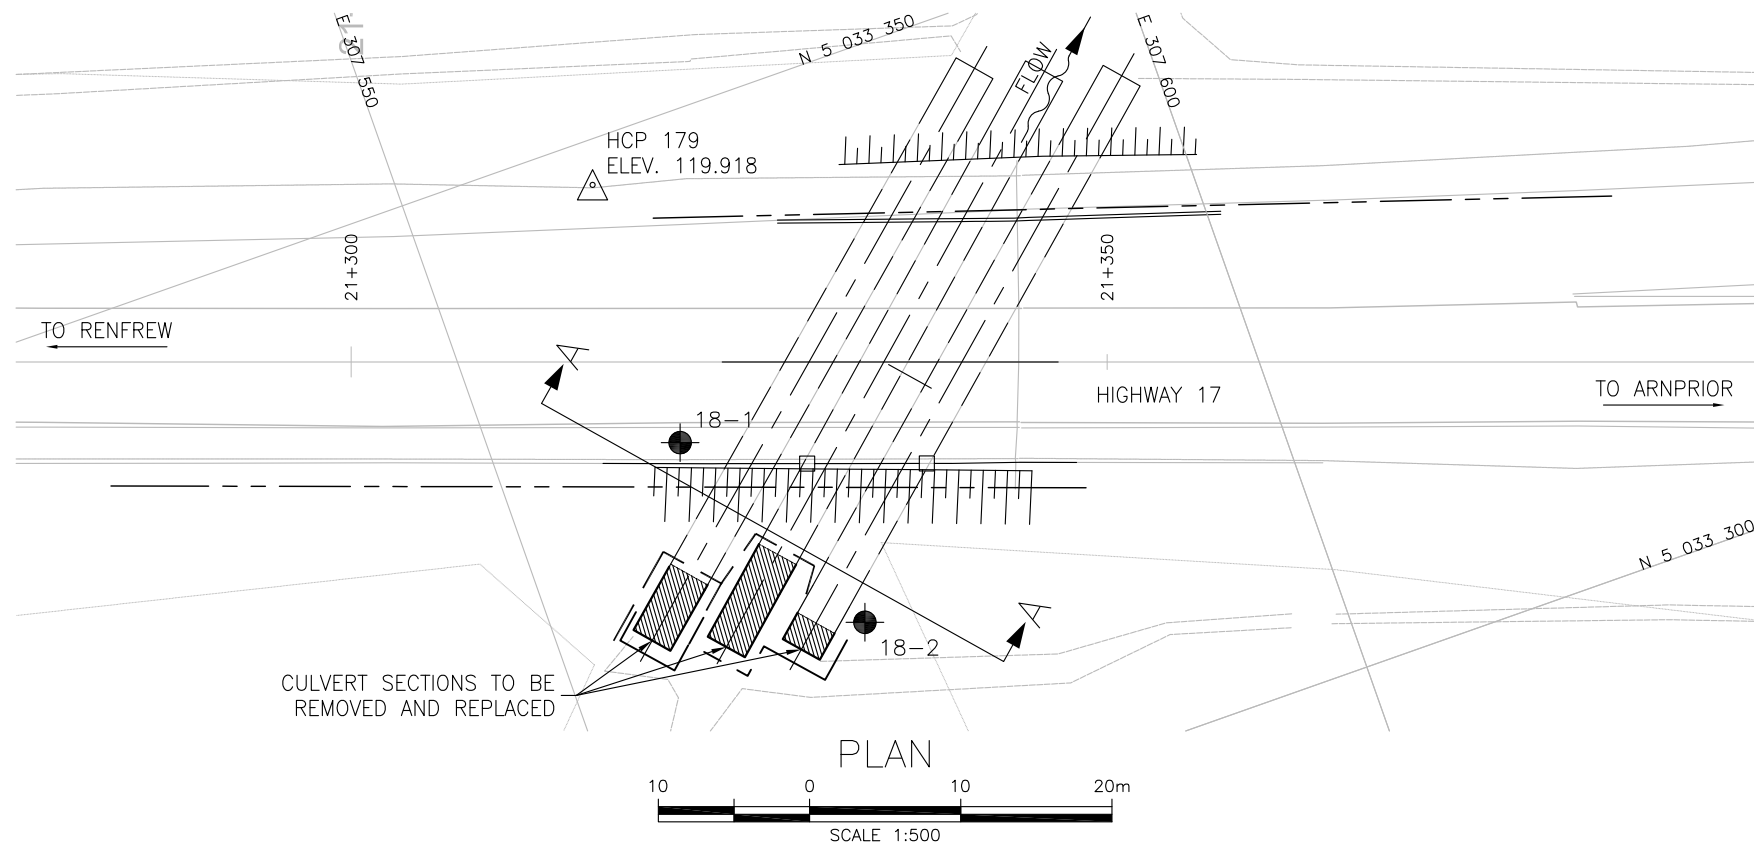 E 307 550
N 5 033 350
FLOW
E 307 600
HCP 179
ELEV. 119.918
21+300
21+350
TO RENFREW
A
HIGHWAY 17
TO ARNPRIOR
18-1
N 5 033 300
A
18-2
CULVERT SECTIONS TO BE
REMOVED AND REPLACED
PLAN
10 0 10 20m
SCALE 1:500